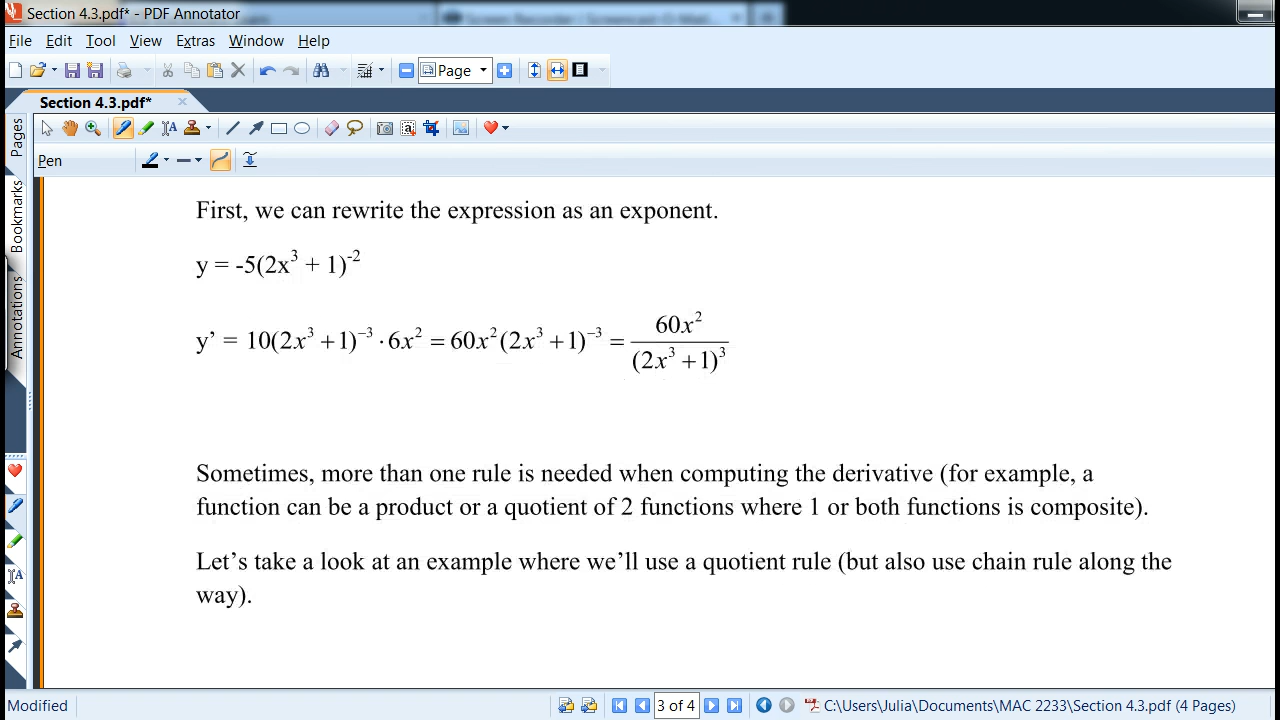 Section 4.3.pdf* - PDF Annotator
File Edit Tool View Extras Window Help
Page
Section 4.3.pdf*
Pen
Pages
Bookmarks
Annotations
First, we can rewrite the expression as an exponent.
y = -5(2x³ + 1)⁻²
y’ = 10(2x³ +1)⁻³ · 6x² = 60x²(2x³ +1)⁻³ = 60x² / (2x³ +1)³
Sometimes, more than one rule is needed when computing the derivative (for example, a
function can be a product or a quotient of 2 functions where 1 or both functions is composite).
Let’s take a look at an example where we’ll use a quotient rule (but also use chain rule along the
way).
Modified 3 of 4 C:\Users\Julia\Documents\MAC 2233\Section 4.3.pdf (4 Pages)